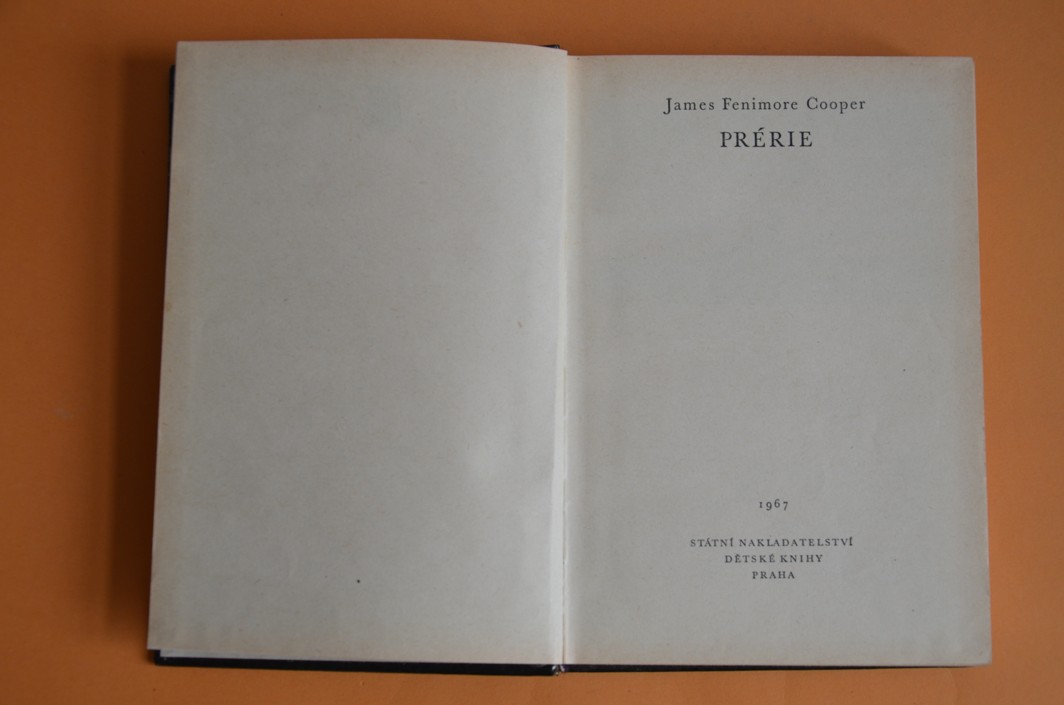 James Fenimore Cooper
PRÉRIE
1967
STÁTNÍ NAKLADATELSTVÍ
DĚTSKÉ KNIHY
PRAHA